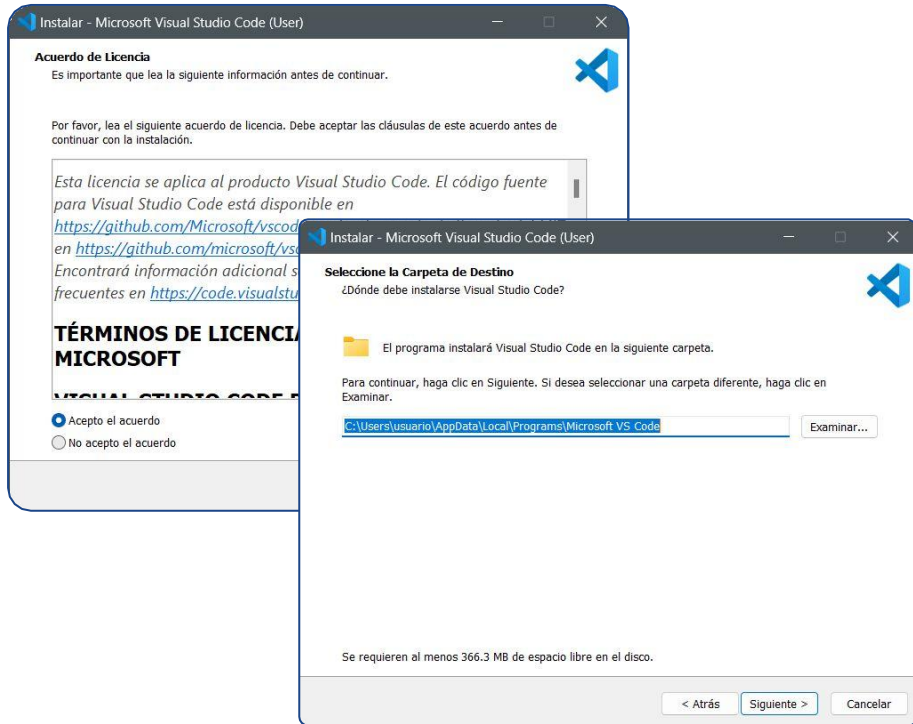 Instalar - Microsoft Visual Studio Code (User)
Acuerdo de Licencia
Es importante que lea la siguiente información antes de continuar.
Por favor, lea el siguiente acuerdo de licencia. Debe aceptar las cláusulas de este acuerdo antes de
continuar con la instalación.
Esta licencia se aplica al producto Visual Studio Code. El código fuente
para Visual Studio Code está disponible en
https://github.com/Microsoft/vscod
en https://github.com/microsoft/vs
Encontrará información adicional s
frecuentes en https://code.visualstu
TÉRMINOS DE LICENCIA
MICROSOFT
VISUAL STUDIO CODE
Acepto el acuerdo
No acepto el acuerdo
Instalar - Microsoft Visual Studio Code (User)
Seleccione la Carpeta de Destino
¿Dónde debe instalarse Visual Studio Code?
El programa instalará Visual Studio Code en la siguiente carpeta.
Para continuar, haga clic en Siguiente. Si desea seleccionar una carpeta diferente, haga clic en
Examinar.
C:\Users\usuario\AppData\Local\Programs\Microsoft VS Code
Examinar...
Se requieren al menos 366.3 MB de espacio libre en el disco.
< Atrás
Siguiente >
Cancelar